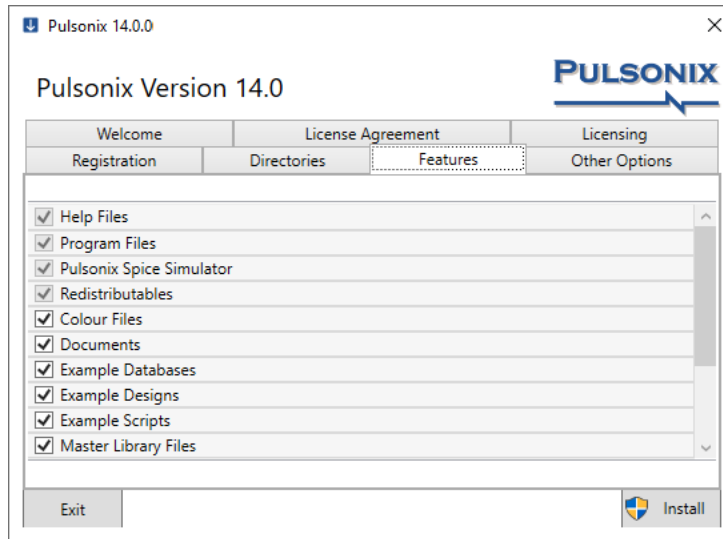 Pulsonix 14.0.0
Pulsonix Version 14.0
PULSONIX
Welcome
License Agreement
Licensing
Registration
Directories
Features
Other Options
Help Files
Program Files
Pulsonix Spice Simulator
Redistributables
Colour Files
Documents
Example Databases
Example Designs
Example Scripts
Master Library Files
Exit
Install